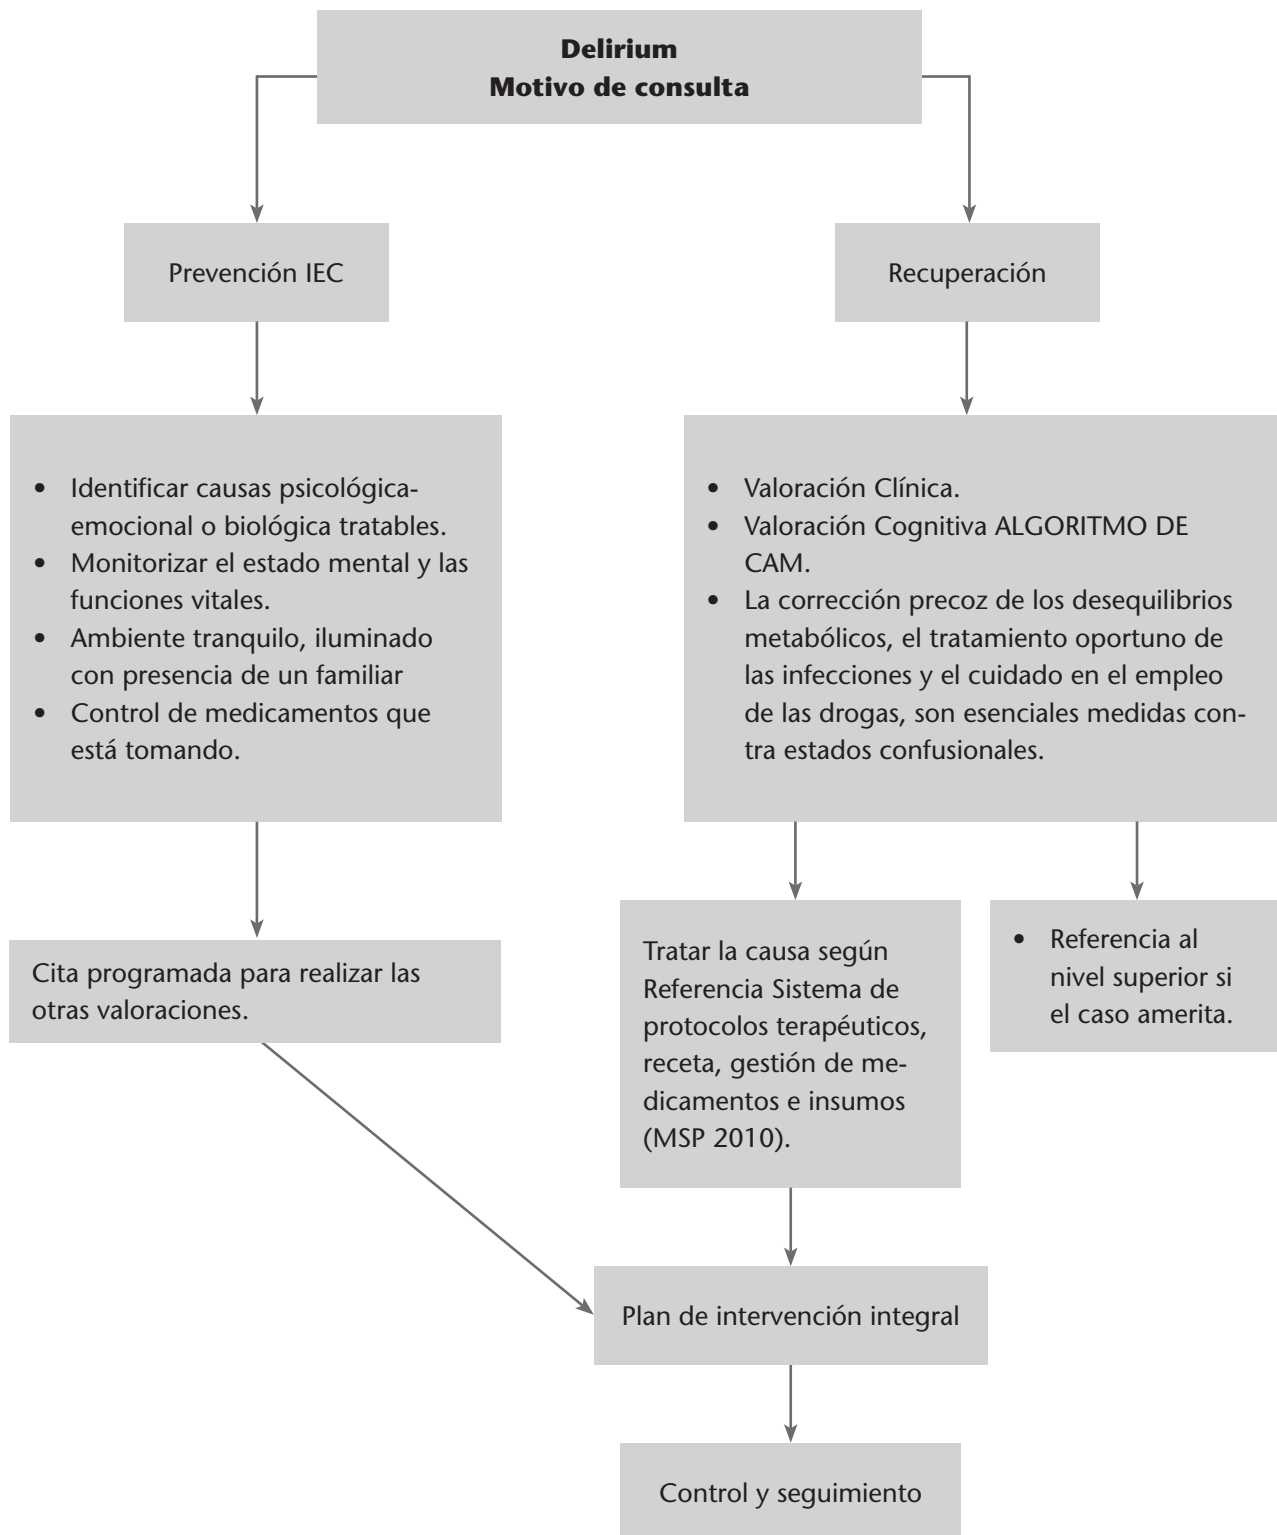 Delirium
Motivo de consulta
Prevención IEC
Recuperación
• Identificar causas psicológica-
emocional o biológica tratables.
• Monitorizar el estado mental y las
funciones vitales.
• Ambiente tranquilo, iluminado
con presencia de un familiar
• Control de medicamentos que
está tomando.
• Valoración Clínica.
• Valoración Cognitiva ALGORITMO DE
CAM.
• La corrección precoz de los desequilibrios
metabólicos, el tratamiento oportuno de
las infecciones y el cuidado en el empleo
de las drogas, son esenciales medidas con-
tra estados confusionales.
Cita programada para realizar las
otras valoraciones.
Tratar la causa según
Referencia Sistema de
protocolos terapéuticos,
receta, gestión de me-
dicamentos e insumos
(MSP 2010).
• Referencia al
nivel superior si
el caso amerita.
Plan de intervención integral
Control y seguimiento